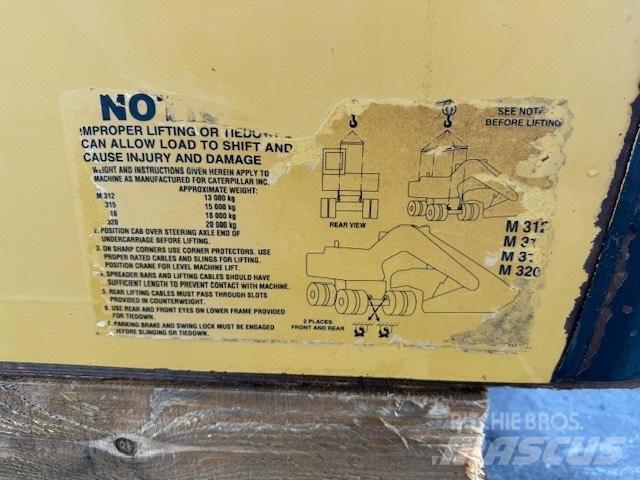 NO
IMPROPER LIFTING OR TIEDOWN
CAN ALLOW LOAD TO SHIFT AND
CAUSE INJURY AND DAMAGE
WEIGHT AND INSTRUCTIONS GIVEN HEREIN APPLY TO
MACHINE AS MANUFACTURED FOR CATERPILLAR INC.
APPROXIMATE WEIGHT:
M 312 13 000 kg
315 15 000 kg
18 18 000 kg
320 20 000 kg
2. POSITION CAB OVER STEERING AXLE END OF
UNDERCARRIAGE BEFORE LIFTING.
3. ON SHARP CORNERS USE CORNER PROTECTORS. USE
PROPER RATED CABLES AND SLINGS FOR LIFTING.
POSITION CRANE FOR LEVEL MACHINE LIFT.
SPREADER BARS AND LIFTING CABLES SHOULD HAVE
SUFFICIENT LENGTH TO PREVENT CONTACT WITH MACHINE.
5. REAR LIFTING CABLES MUST PASS THROUGH SLOTS
PROVIDED IN COUNTERWEIGHT.
6. USE REAR AND FRONT EYES ON LOWER FRAME PROVIDED
FOR TIEDOWN.
7. PARKING BRAKE AND SWING LOCK MUST BE ENGAGED
BEFORE SLINGING OR TIEDOWN.
REAR VIEW
SEE NOTE
BEFORE LIFTING
M 312
M 31
M 31
M 320
2 PLACES
FRONT AND REAR
RITCHIE BROS.
MASCUS